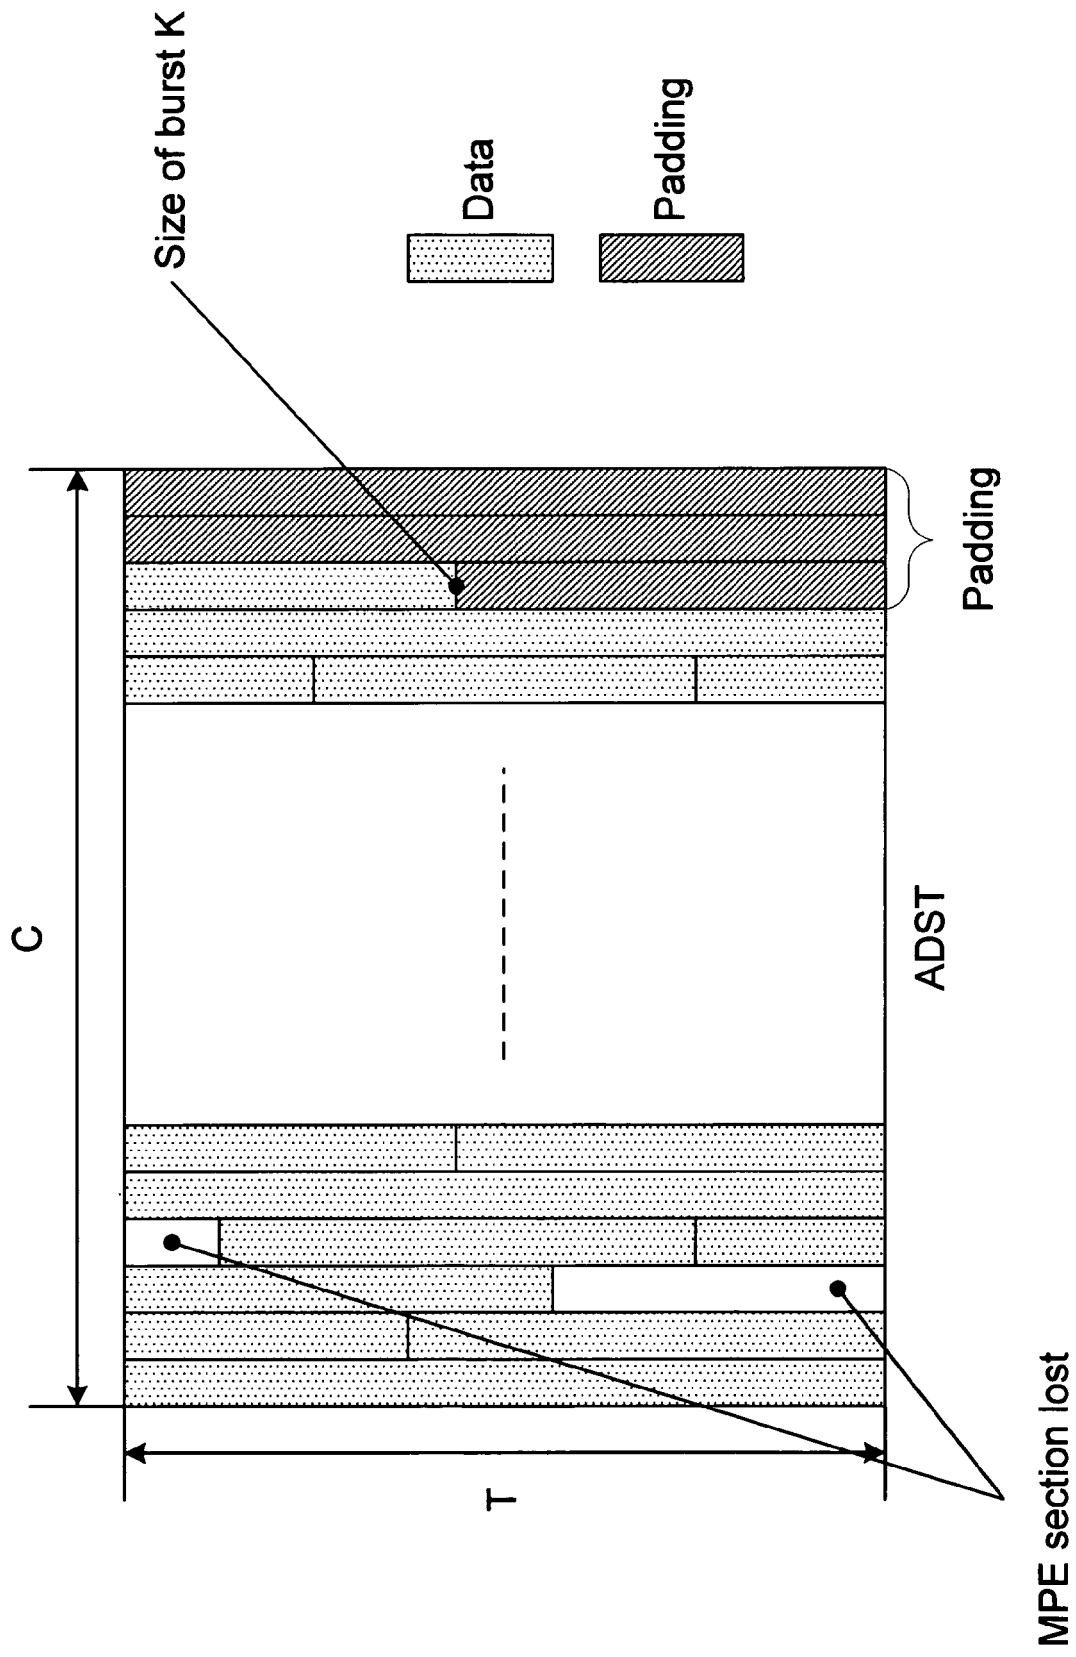 C
Size of burst K
T
Data
Padding
Padding
ADST
MPE section lost